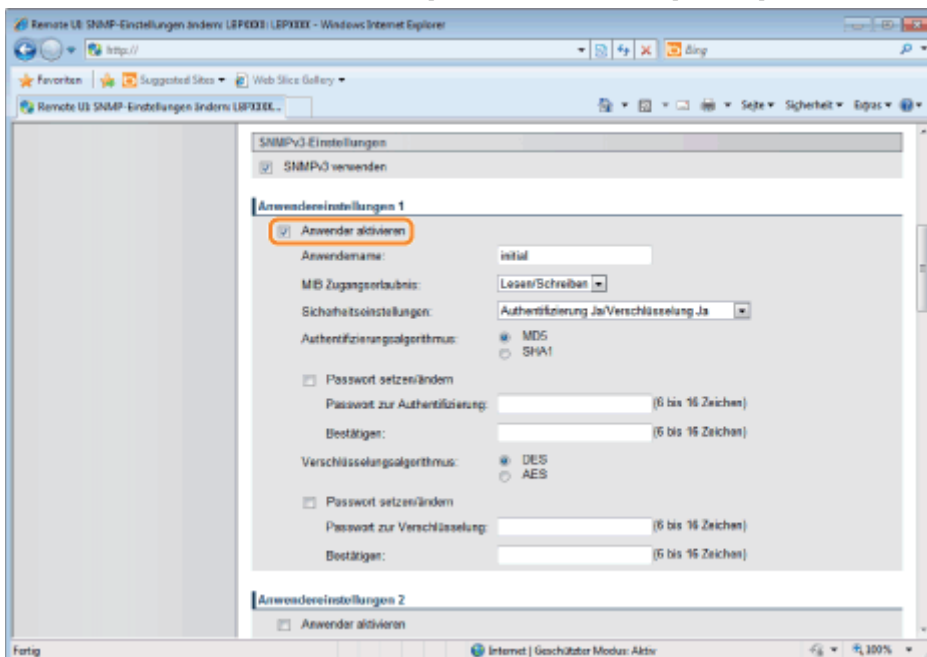 Remote UI: SNMP-Einstellungen ändern: LBPXXXX: LBPXXXX - Windows Internet Explorer
http://
Bing
Favoriten Suggested Sites Web Slice Gallery
Remote UI: SNMP-Einstellungen ändern: LBPXXXX... Seite Sicherheit Extras
SNMPv3-Einstellungen
SNMPv3 verwenden
Anwendereinstellungen 1
Anwender aktivieren
Anwendername: initial
MIB Zugangserlaubnis: Lesen/Schreiben
Sicherheitseinstellungen: Authentifizierung Ja/Verschlüsselung Ja
Authentifizierungsalgorithmus: MD5
SHA1
Passwort setzen/ändern
Passwort zur Authentifizierung: (6 bis 16 Zeichen)
Bestätigen: (6 bis 16 Zeichen)
Verschlüsselungsalgorithmus: DES
AES
Passwort setzen/ändern
Passwort zur Verschlüsselung: (6 bis 16 Zeichen)
Bestätigen: (6 bis 16 Zeichen)
Anwendereinstellungen 2
Anwender aktivieren
Fertig Internet | Geschützter Modus: Aktiv 100%